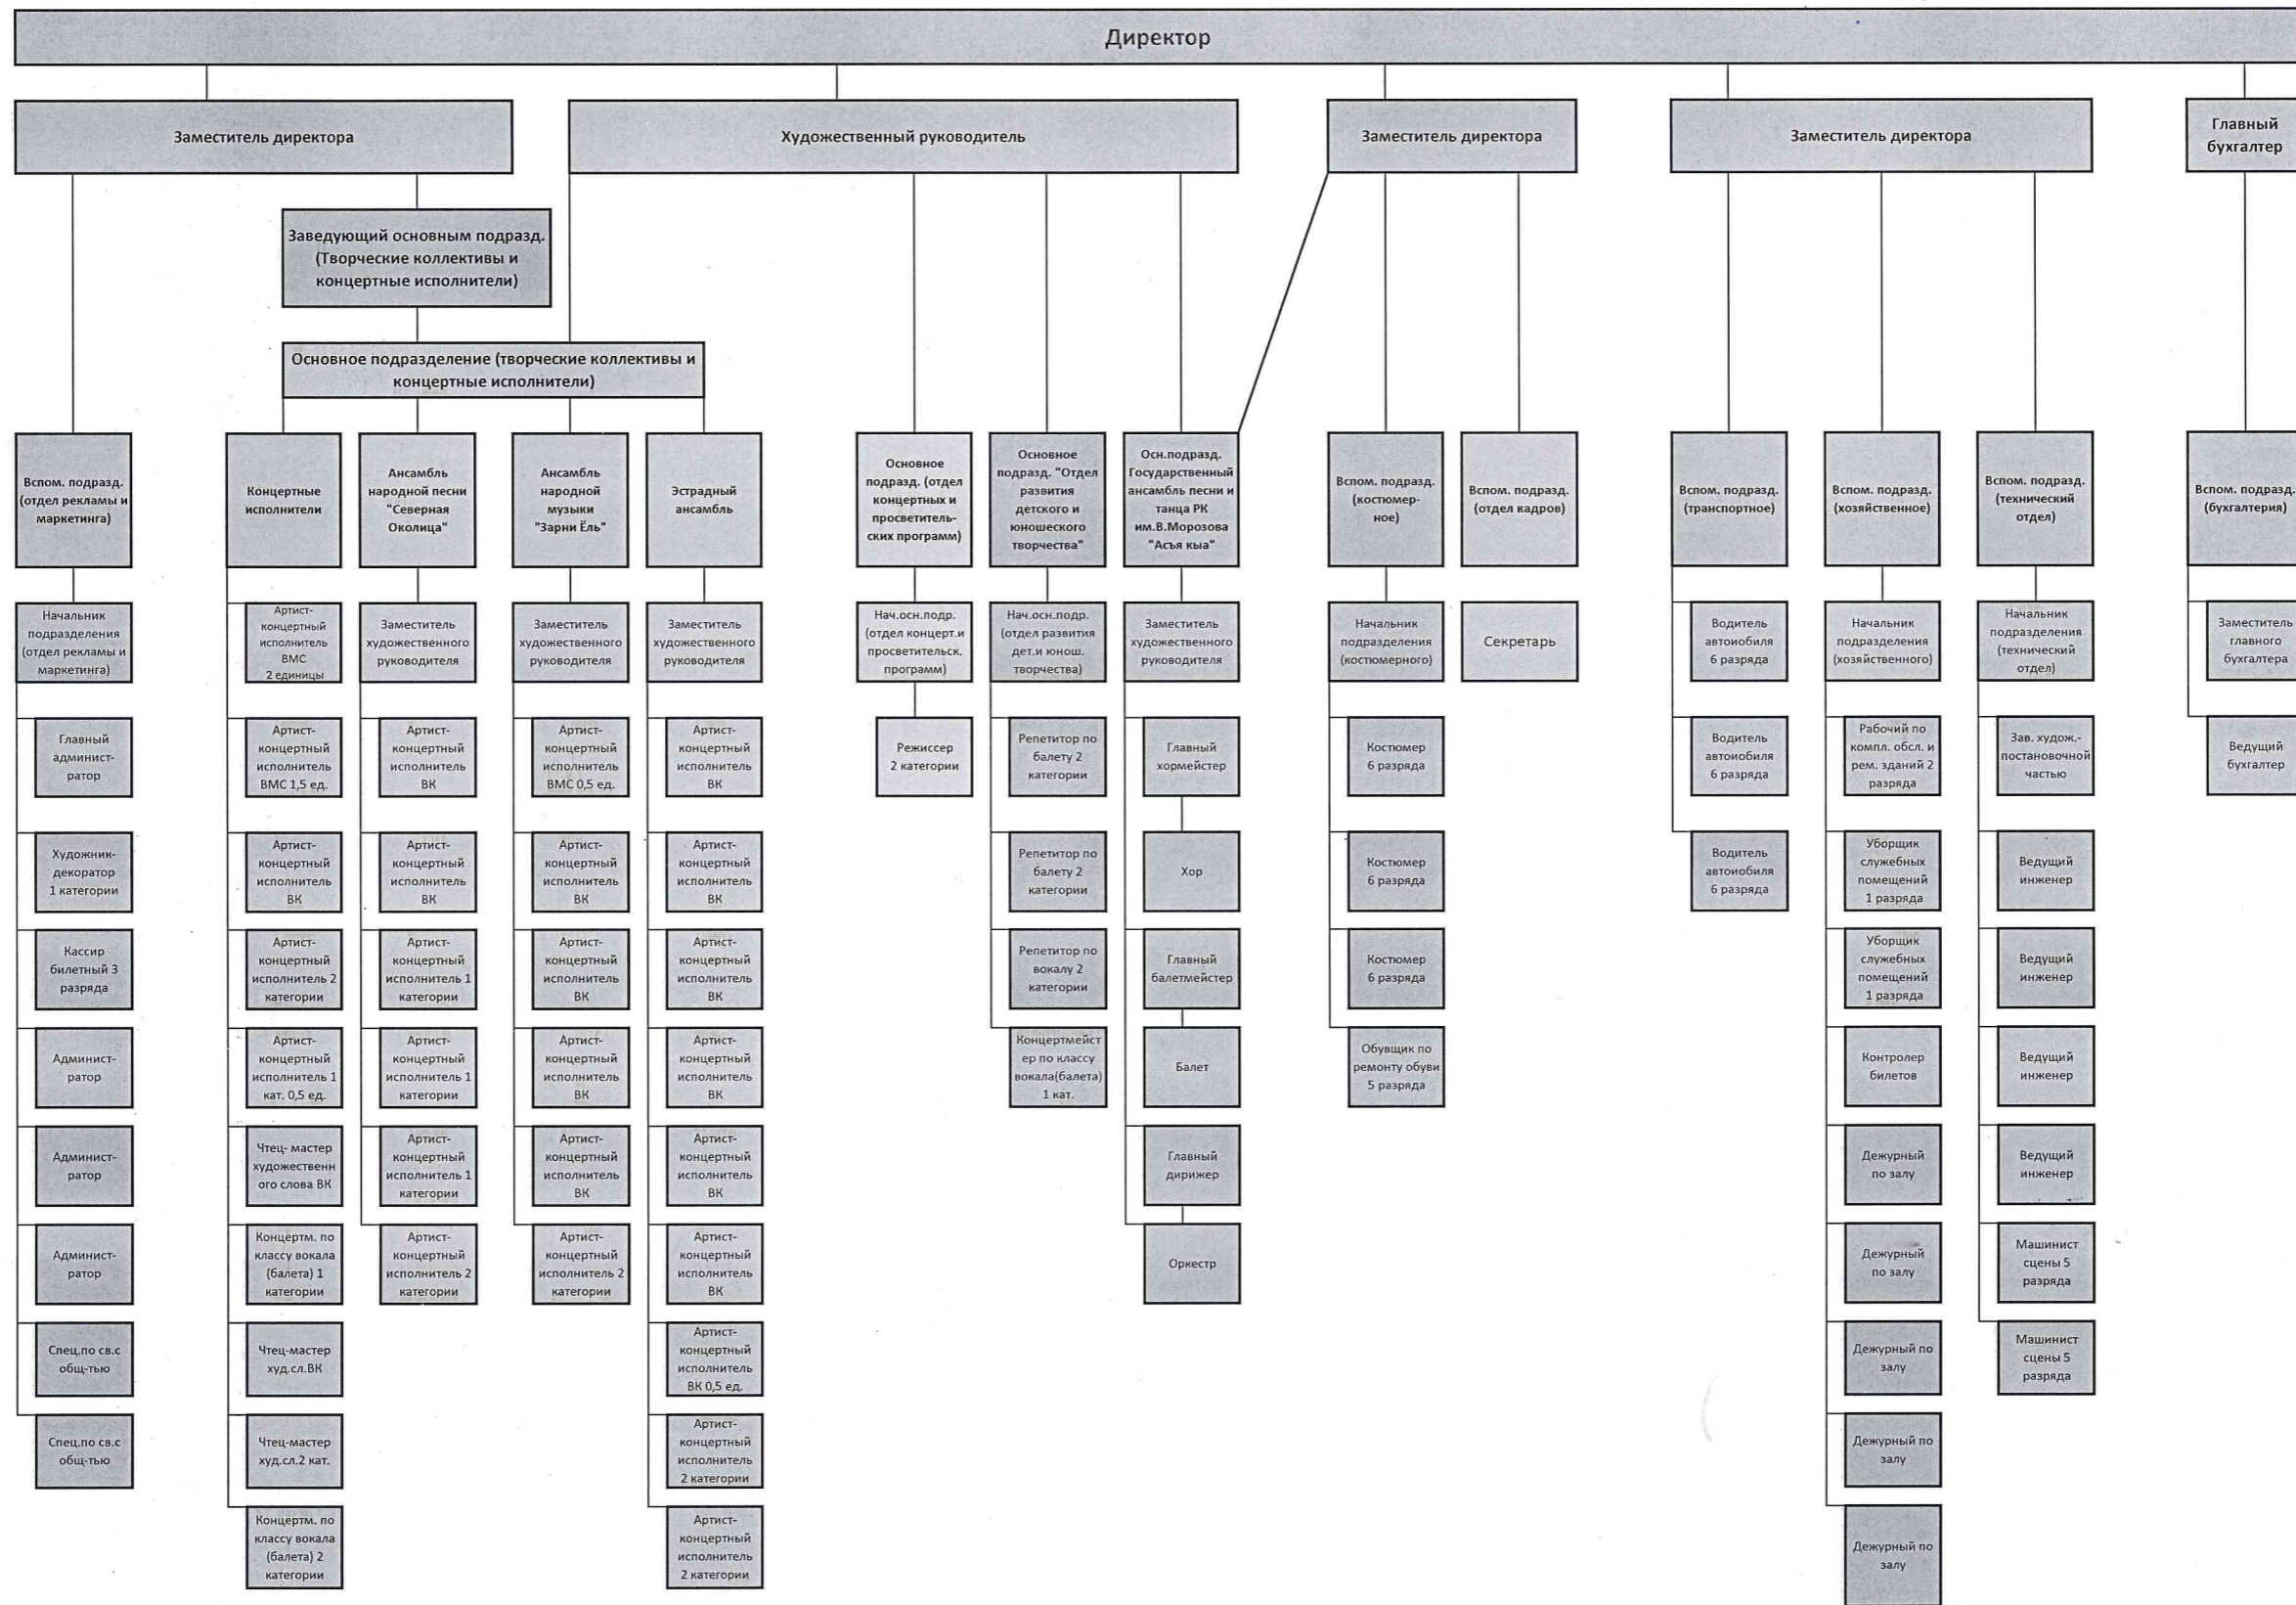 Директор
Заместитель директора
Художественный руководитель
Заместитель директора
Заместитель директора
Главный
бухгалтер
Заведующий основным подразд.
(Творческие коллективы и
концертные исполнители)
Основное подразделение (творческие коллективы и
концертные исполнители)
Вспом. подразд.
(отдел рекламы и
маркетинга)
Концертные
исполнители
Ансамбль
народной песни
"Северная
Околица"
Ансамбль
народной
музыки
"Зарни Ёль"
Эстрадный
ансамбль
Основное
подразд. (отдел
концертных и
просветитель-
ских программ)
Основное
подразд. "Отдел
развития
детского и
юношеского
творчества"
Осн.подразд.
Государственный
ансамбль песни и
танца РК
им.В.Морозова
"Асъя кыа"
Вспом. подразд.
(костюмер-
ное)
Вспом. подразд.
(отдел кадров)
Вспом. подразд.
(транспортное)
Вспом. подразд.
(хозяйственное)
Вспом. подразд.
(технический
отдел)
Вспом. подразд.
(бухгалтерия)
Начальник
подразделения
(отдел рекламы и
маркетинга)
Артист-
концертный
исполнитель
ВМС
2 единицы
Заместитель
художественного
руководителя
Заместитель
художественного
руководителя
Заместитель
художественного
руководителя
Нач.осн.подр.
(отдел концерт.и
просветительск.
программ)
Нач.осн.подр.
(отдел развития
дет.и юнош.
творчества)
Заместитель
художественного
руководителя
Начальник
подразделения
(костюмерного)
Секретарь
Водитель
автоиобиля
6 разряда
Начальник
подразделения
(хозяйственного)
Начальник
подразделения
(технический
отдел)
Заместитель
главного
бухгалтера
Главный
админист-
ратор
Артист-
концертный
исполнитель
ВМС 1,5 ед.
Артист-
концертный
исполнитель
ВК
Артист-
концертный
исполнитель
ВМС 0,5 ед.
Артист-
концертный
исполнитель
ВК
Режиссер
2 категории
Репетитор по
балету 2
категории
Главный
хормейстер
Костюмер
6 разряда
Водитель
автоиобиля
6 разряда
Рабочий по
компл. обсл. и
рем. зданий 2
разряда
Зав. худож.-
постановочной
частью
Ведущий
бухгалтер
Художник-
декоратор
1 категории
Артист-
концертный
исполнитель
ВК
Артист-
концертный
исполнитель
ВК
Артист-
концертный
исполнитель
ВК
Артист-
концертный
исполнитель
ВК
Репетитор по
балету 2
категории
Хор
Костюмер
6 разряда
Водитель
автоиобиля
6 разряда
Уборщик
служебных
помещений
1 разряда
Ведущий
инженер
Кассир
билетный 3
разряда
Артист-
концертный
исполнитель 2
категории
Артист-
концертный
исполнитель 1
категории
Артист-
концертный
исполнитель
ВК
Артист-
концертный
исполнитель
ВК
Репетитор по
вокалу 2
категории
Главный
балетмейстер
Костюмер
6 разряда
Уборщик
служебных
помещений
1 разряда
Ведущий
инженер
Админист-
ратор
Артист-
концертный
исполнитель 1
кат. 0,5 ед.
Артист-
концертный
исполнитель 1
категории
Артист-
концертный
исполнитель
ВК
Артист-
концертный
исполнитель
ВК
Концертмейст
ер по классу
вокала(балета)
1 кат.
Балет
Обувщик по
ремонту обуви
5 разряда
Контролер
билетов
Ведущий
инженер
Админист-
ратор
Чтец- мастер
художественн
ого слова ВК
Артист-
концертный
исполнитель 1
категории
Артист-
концертный
исполнитель
ВК
Артист-
концертный
исполнитель
ВК
Главный
дирижер
Дежурный
по залу
Ведущий
инженер
Админист-
ратор
Концертм. по
классу вокала
(балета) 1
категории
Артист-
концертный
исполнитель 2
категории
Артист-
концертный
исполнитель 2
категории
Артист-
концертный
исполнитель
ВК
Оркестр
Дежурный
по залу
Машинист
сцены 5
разряда
Спец.по св.с
общ-тью
Чтец-мастер
худ.сл.ВК
Артист-
концертный
исполнитель
ВК 0,5 ед.
Дежурный по
залу
Машинист
сцены 5
разряда
Спец.по св.с
общ-тью
Чтец-мастер
худ.сл.2 кат.
Артист-
концертный
исполнитель
2 категории
Дежурный по
залу
Концертм. по
классу вокала
(балета) 2
категории
Артист-
концертный
исполнитель
2 категории
Дежурный по
залу